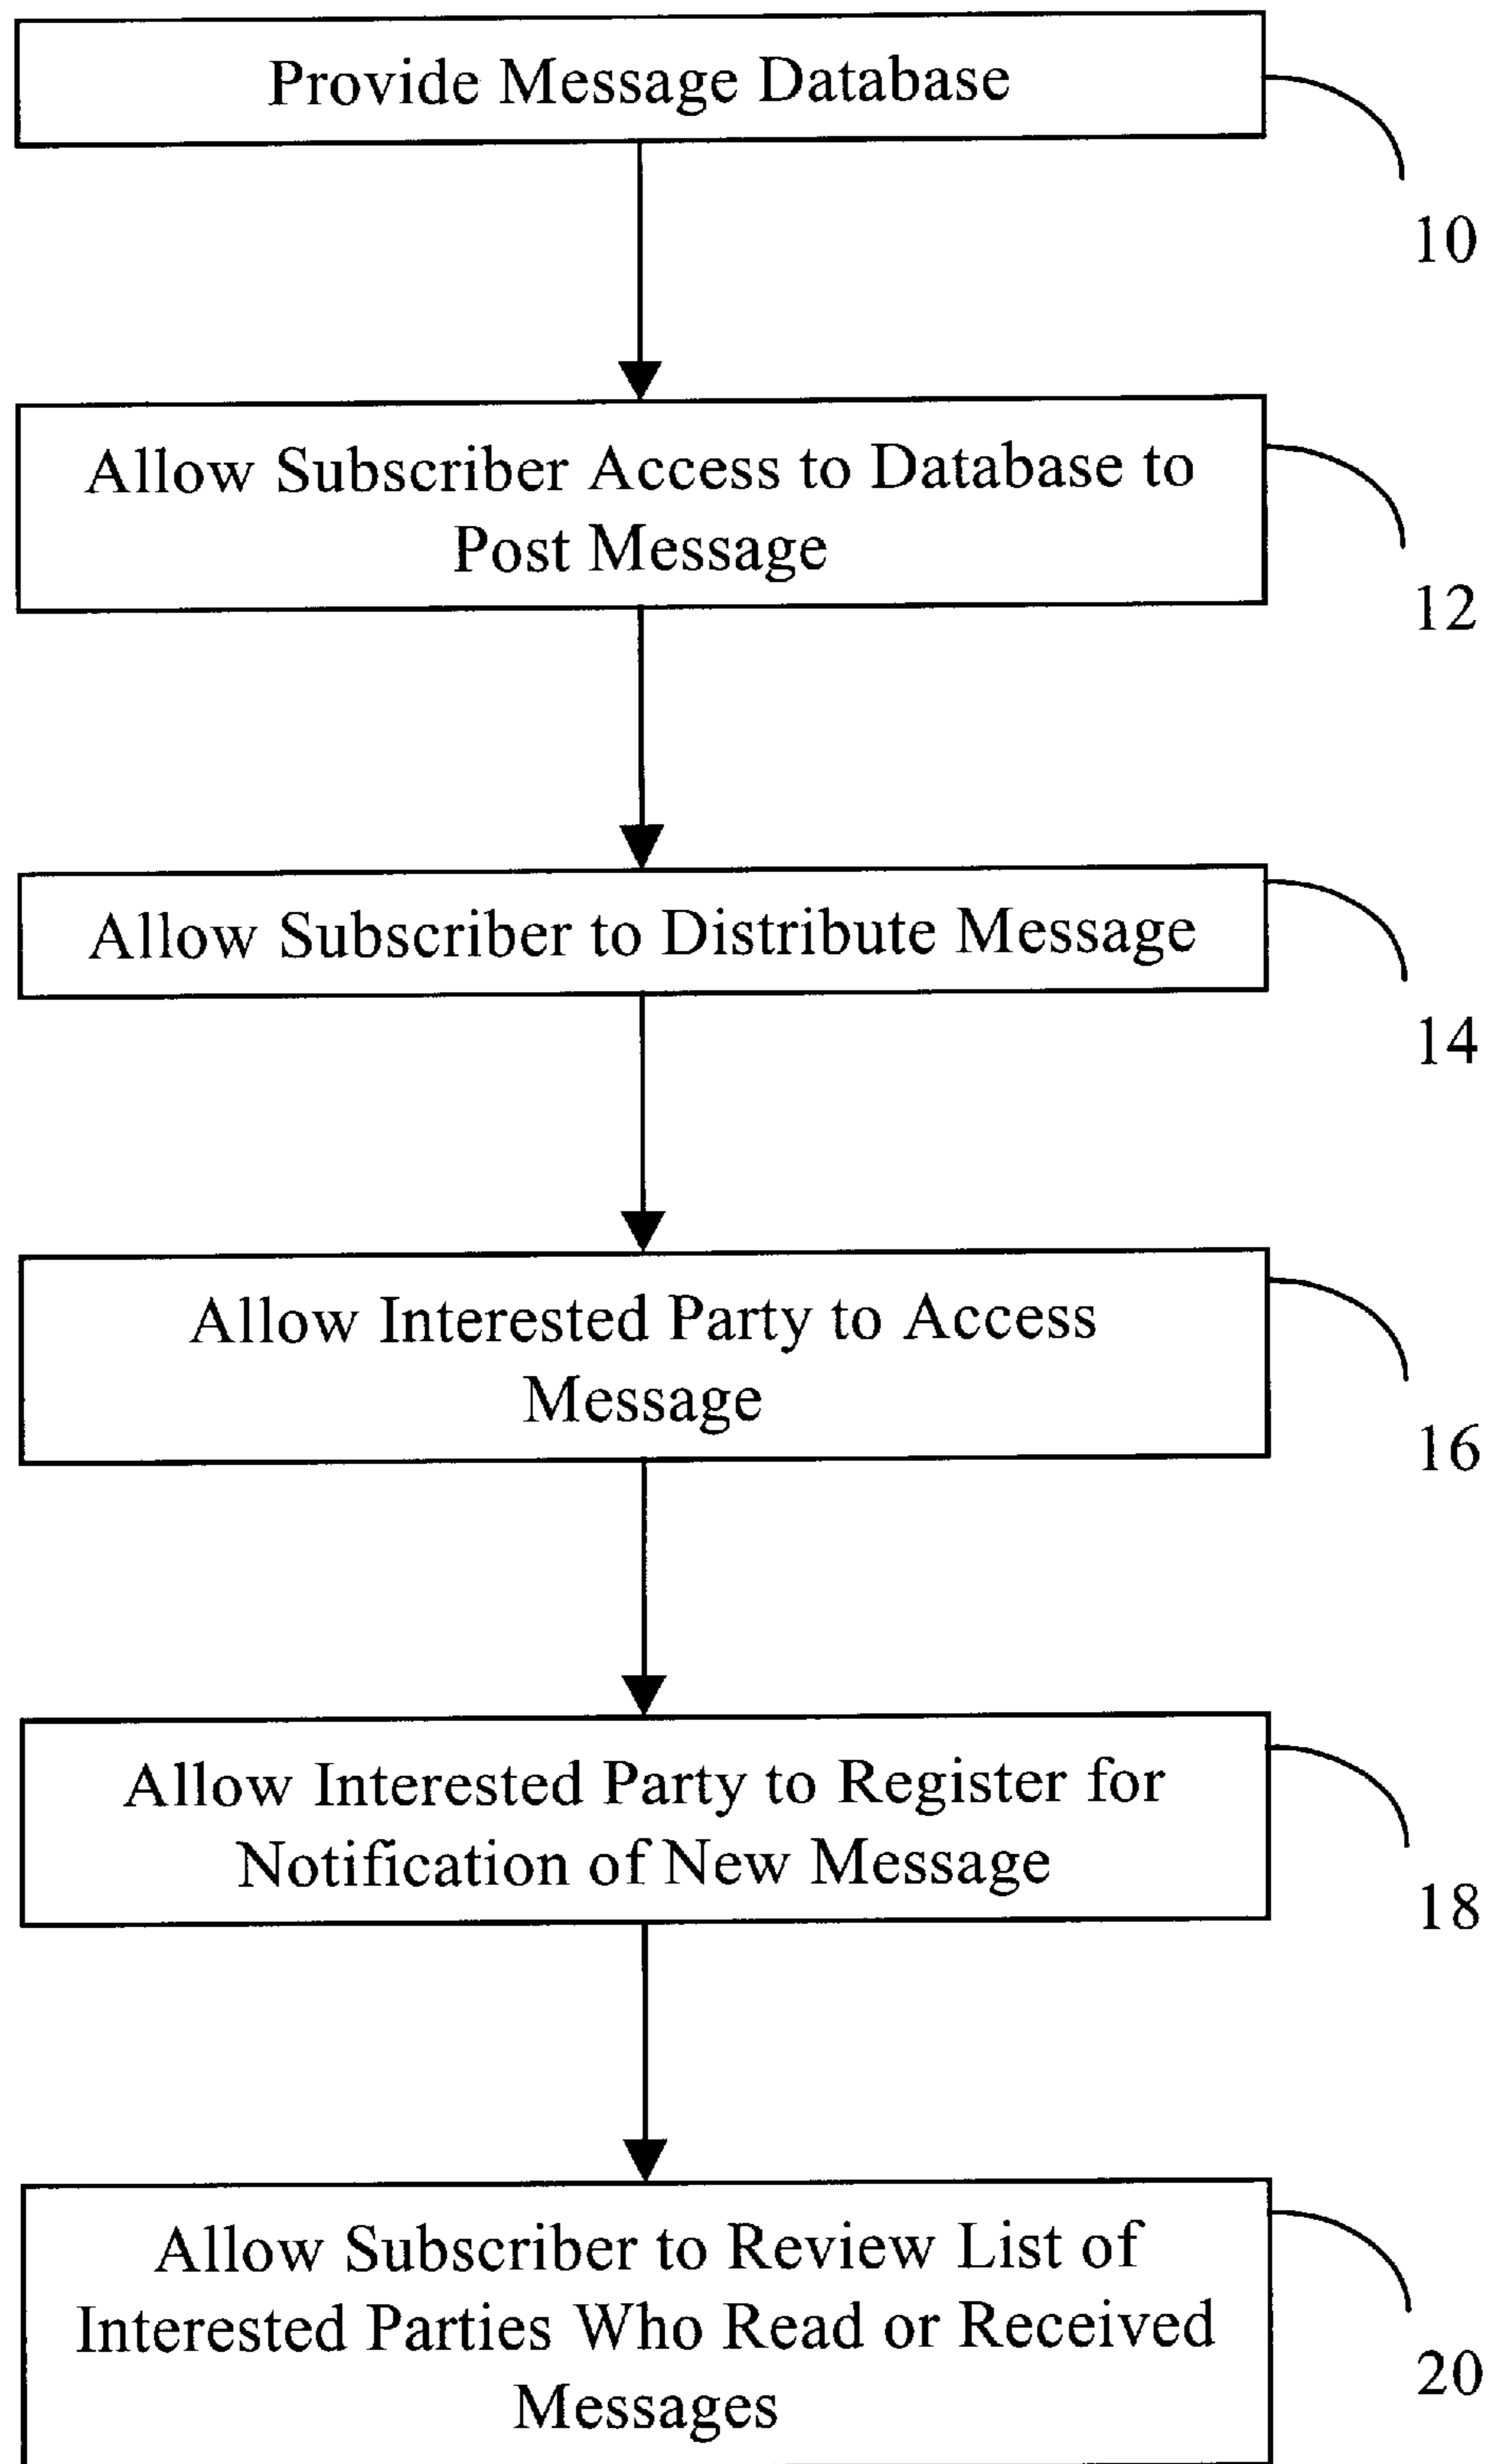 Provide Message Database
10
Allow Subscriber Access to Database to
Post Message
12
Allow Subscriber to Distribute Message
14
Allow Interested Party to Access
Message
16
Allow Interested Party to Register for
Notification of New Message
18
Allow Subscriber to Review List of
Interested Parties Who Read or Received
Messages
20